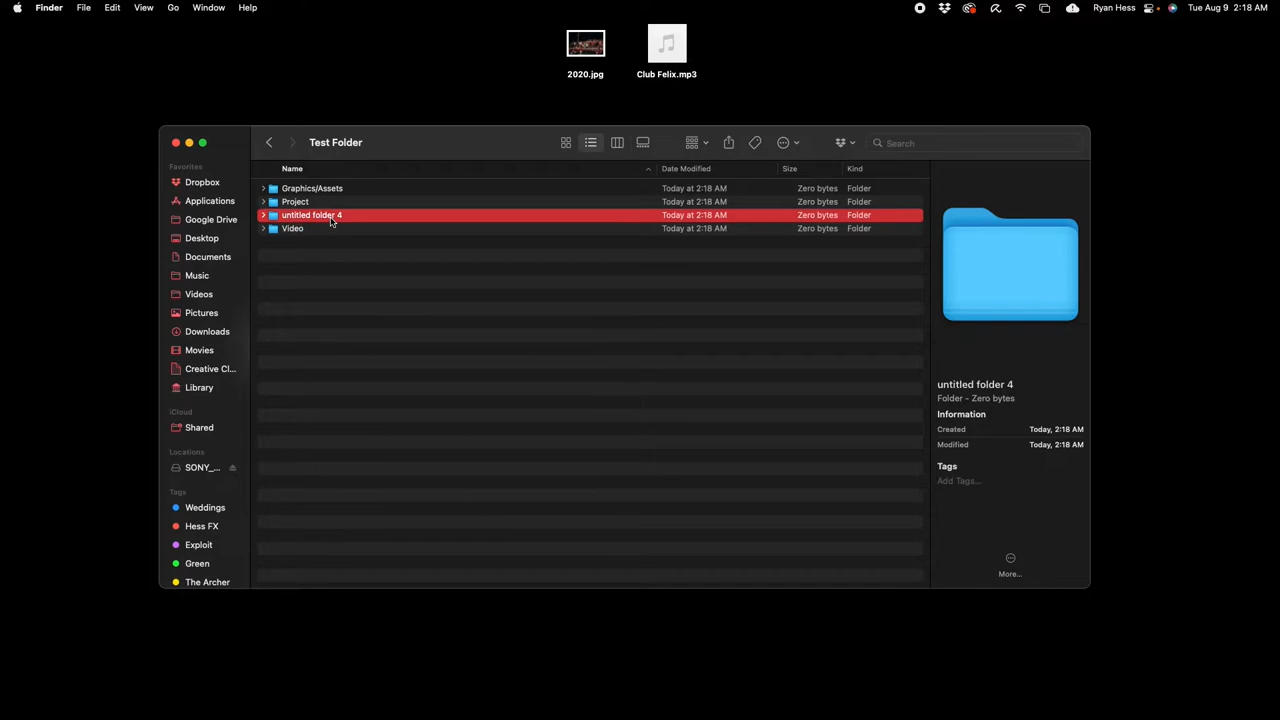 Finder File Edit View Go Window Help Ryan Hess Tue Aug 9 2:18 AM
2020.jpg Club Felix.mp3
Test Folder Search
Favorites
Dropbox
Applications
Google Drive
Desktop
Documents
Music
Videos
Pictures
Downloads
Movies
Creative Cl...
Library
iCloud
Shared
Locations
SONY_...
Tags
Weddings
Hess FX
Exploit
Green
The Archer
Name Date Modified Size Kind
Graphics/Assets Today at 2:18 AM Zero bytes Folder
Project Today at 2:18 AM Zero bytes Folder
untitled folder 4 Today at 2:18 AM Zero bytes Folder
Video Today at 2:18 AM Zero bytes Folder
untitled folder 4
Folder - Zero bytes
Information
Created Today, 2:18 AM
Modified Today, 2:18 AM
Tags
Add Tags...
More...